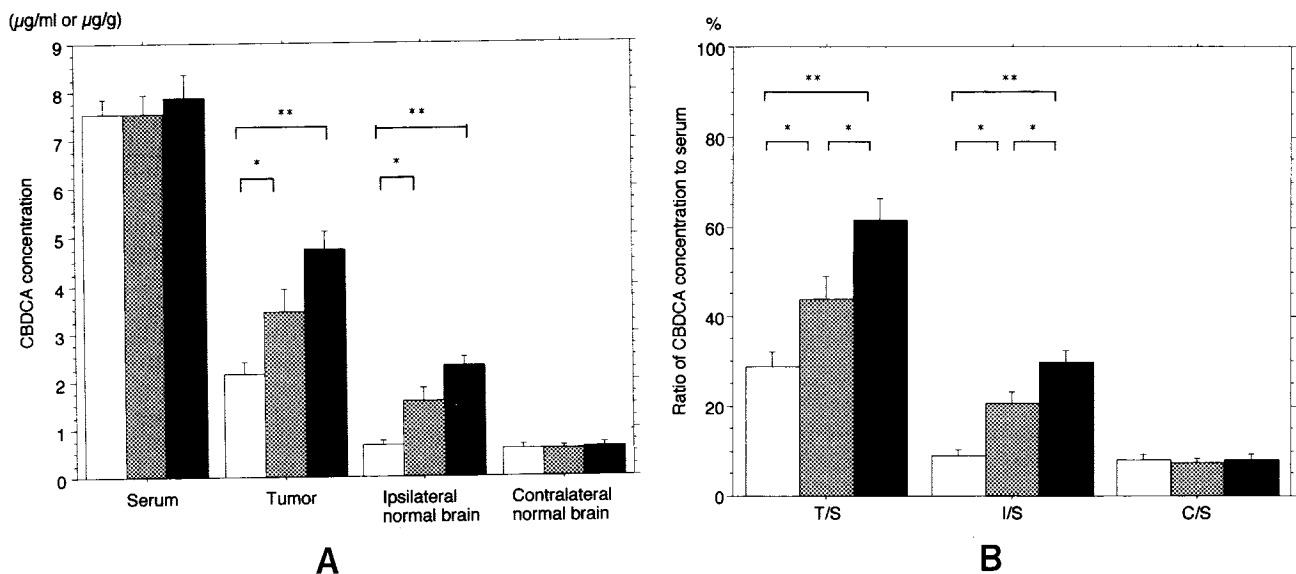 (µg/ml or µg/g)
CBDCA concentration
9
8
7
6
5
4
3
2
1
0
**
*
**
*
Serum
Tumor
Ipsilateral
normal brain
Contralateral
normal brain
A
%
Ratio of CBDCA concentration to serum
100
80
60
40
20
0
**
*
*
**
*
*
T/S
I/S
C/S
B